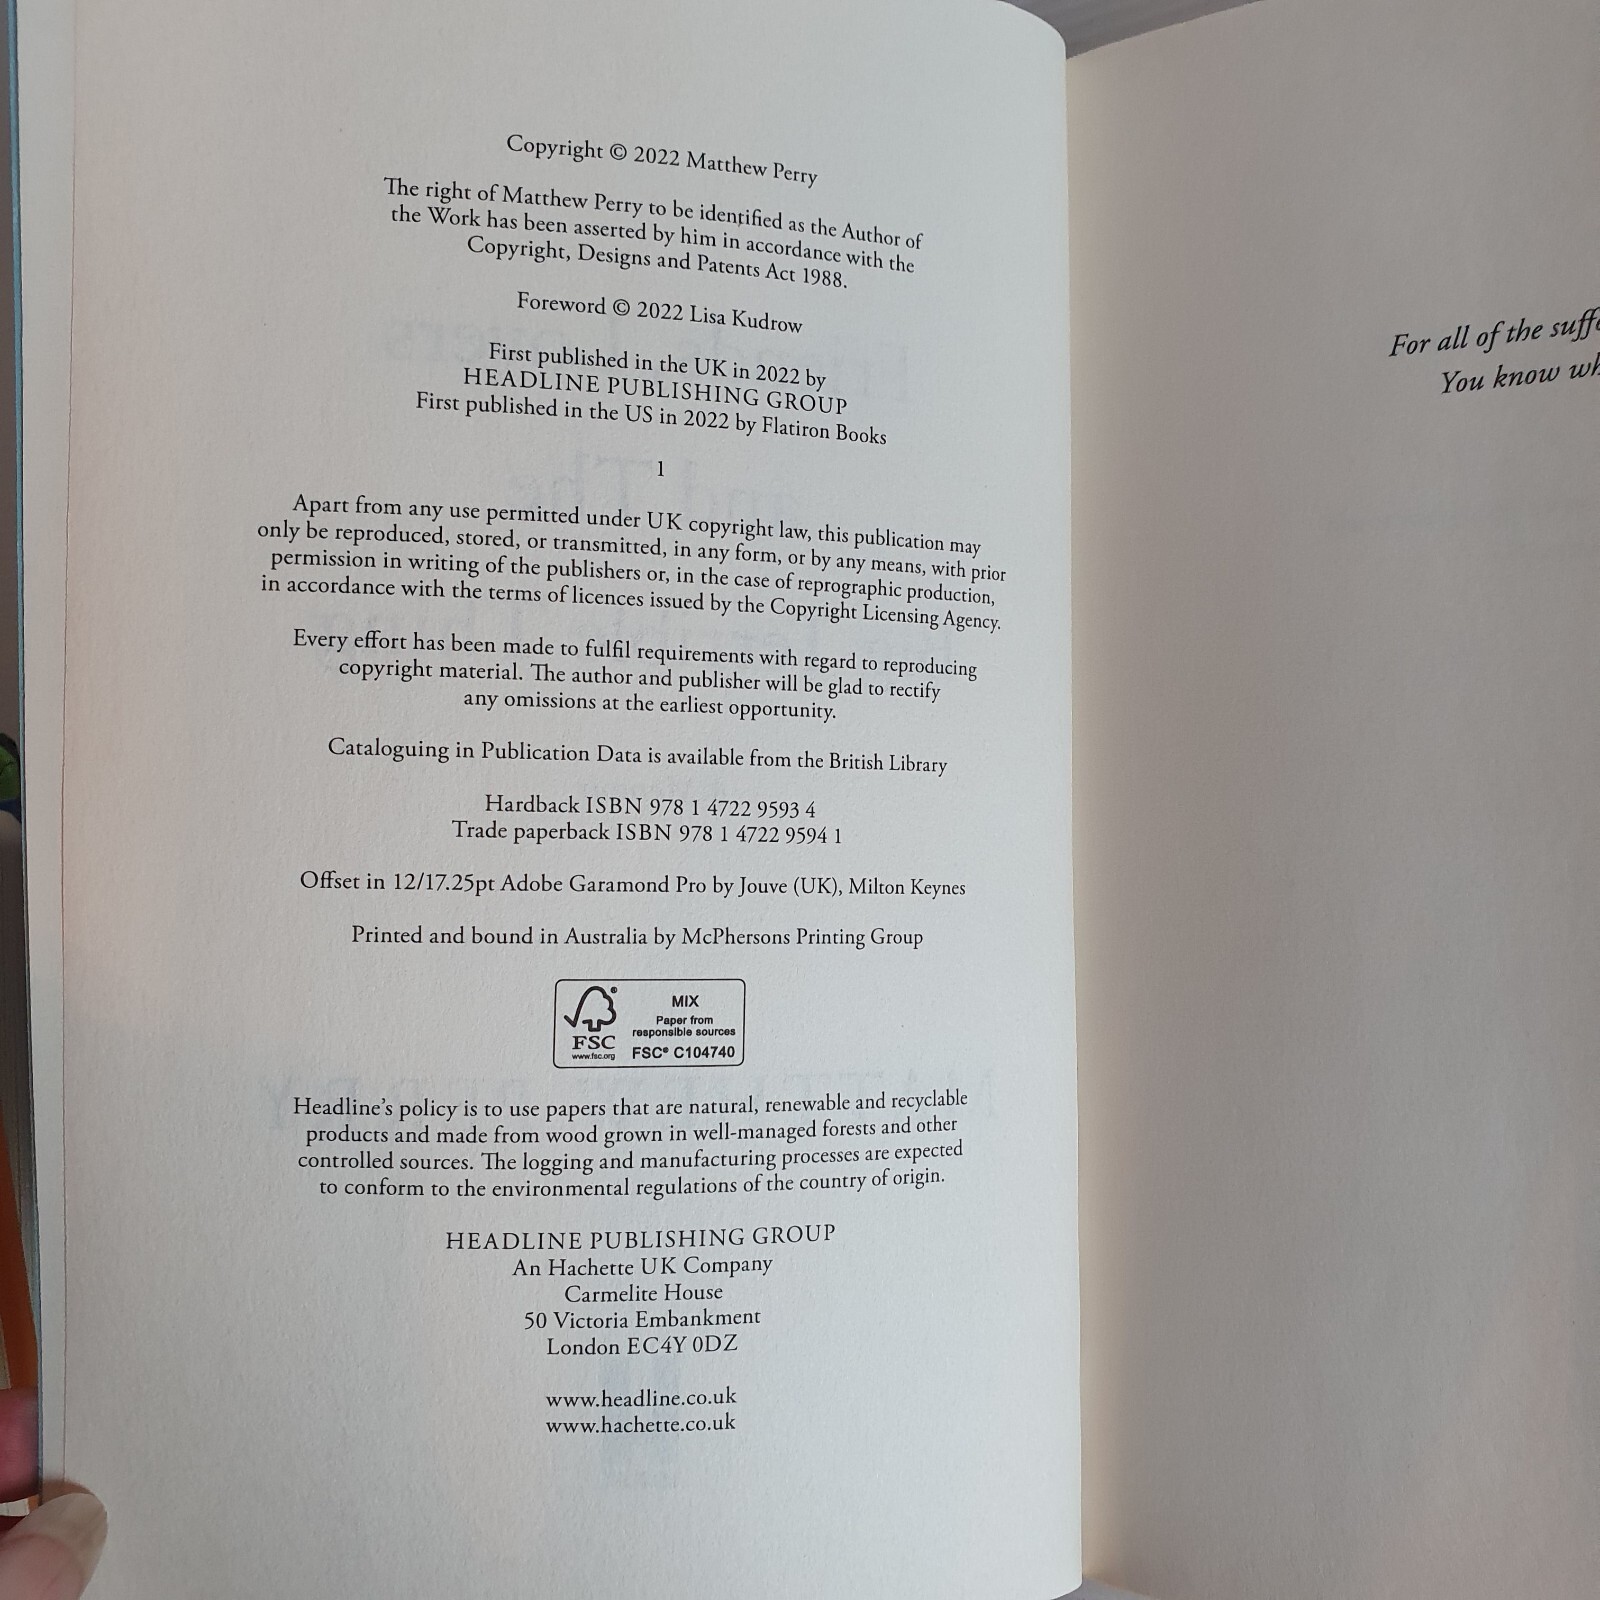 Copyright © 2022 Matthew Perry
The right of Matthew Perry to be identified as the Author of
the Work has been asserted by him in accordance with the
Copyright, Designs and Patents Act 1988.
Foreword © 2022 Lisa Kudrow
First published in the UK in 2022 by
HEADLINE PUBLISHING GROUP
First published in the US in 2022 by Flatiron Books
1
Apart from any use permitted under UK copyright law, this publication may
only be reproduced, stored, or transmitted, in any form, or by any means, with prior
permission in writing of the publishers or, in the case of reprographic production,
in accordance with the terms of licences issued by the Copyright Licensing Agency.
Every effort has been made to fulfil requirements with regard to reproducing
copyright material. The author and publisher will be glad to rectify
any omissions at the earliest opportunity.
Cataloguing in Publication Data is available from the British Library
Hardback ISBN 978 1 4722 9593 4
Trade paperback ISBN 978 1 4722 9594 1
Offset in 12/17.25pt Adobe Garamond Pro by Jouve (UK), Milton Keynes
Printed and bound in Australia by McPhersons Printing Group
FSC
www.fsc.org
MIX
Paper from
responsible sources
FSC® C104740
Headline's policy is to use papers that are natural, renewable and recyclable
products and made from wood grown in well-managed forests and other
controlled sources. The logging and manufacturing processes are expected
to conform to the environmental regulations of the country of origin.
HEADLINE PUBLISHING GROUP
An Hachette UK Company
Carmelite House
50 Victoria Embankment
London EC4Y 0DZ
www.headline.co.uk
www.hachette.co.uk
For all of the
You know